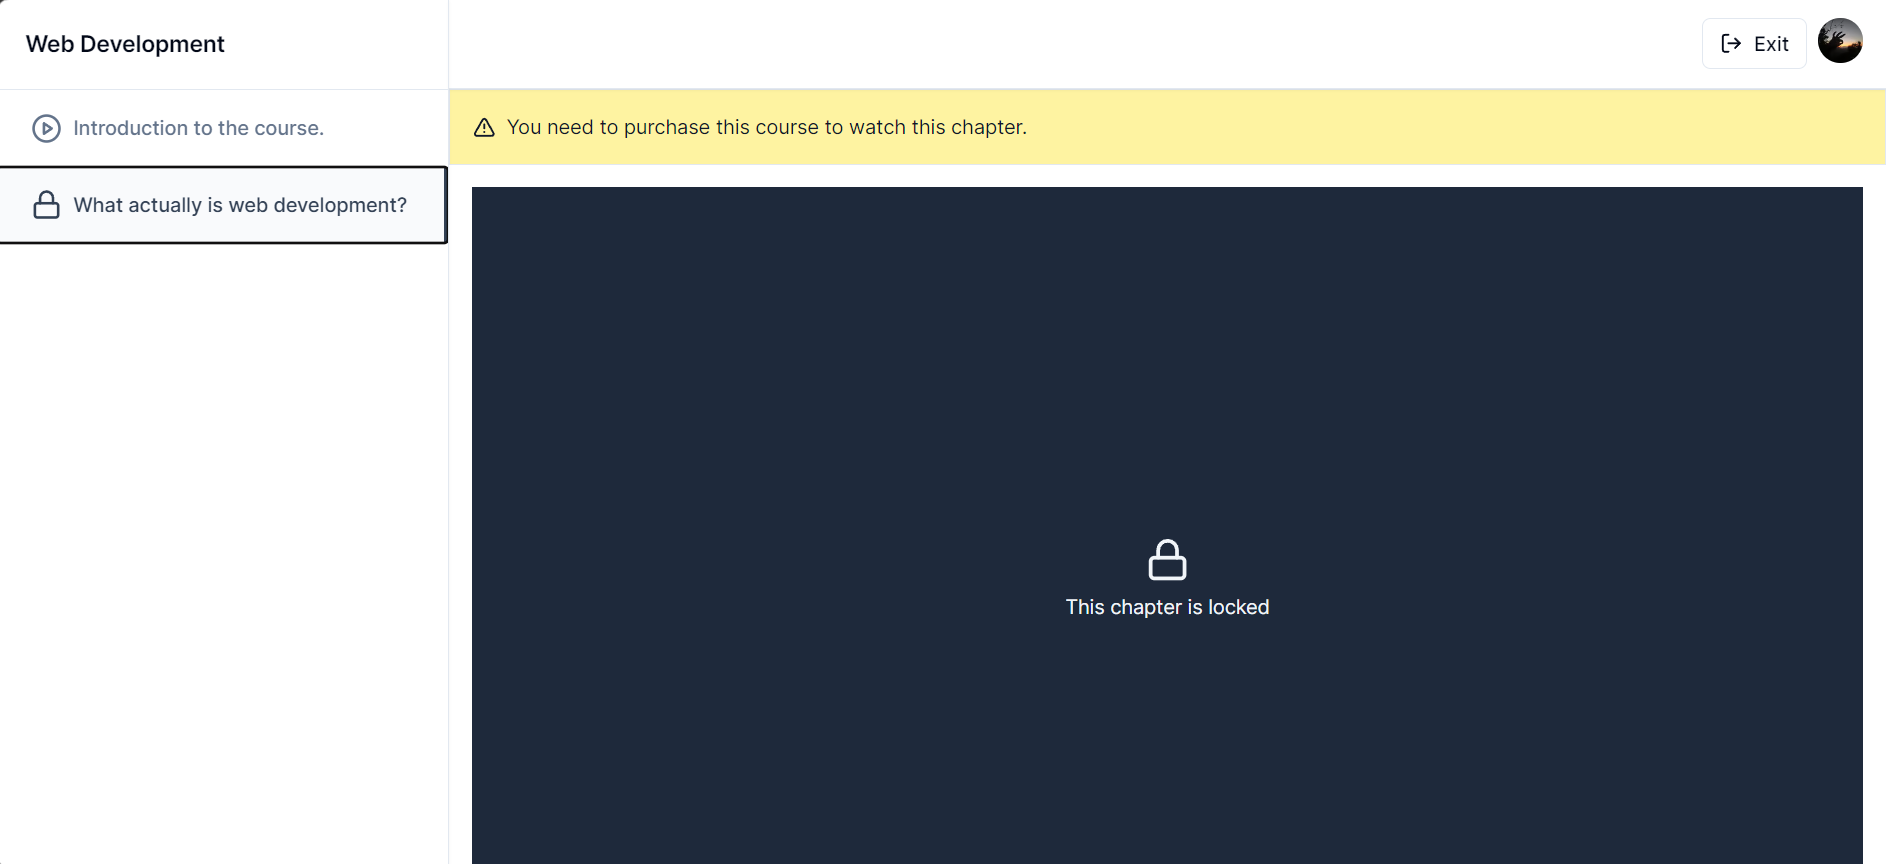 Web Development
Exit
Introduction to the course.
What actually is web development?
You need to purchase this course to watch this chapter.
This chapter is locked